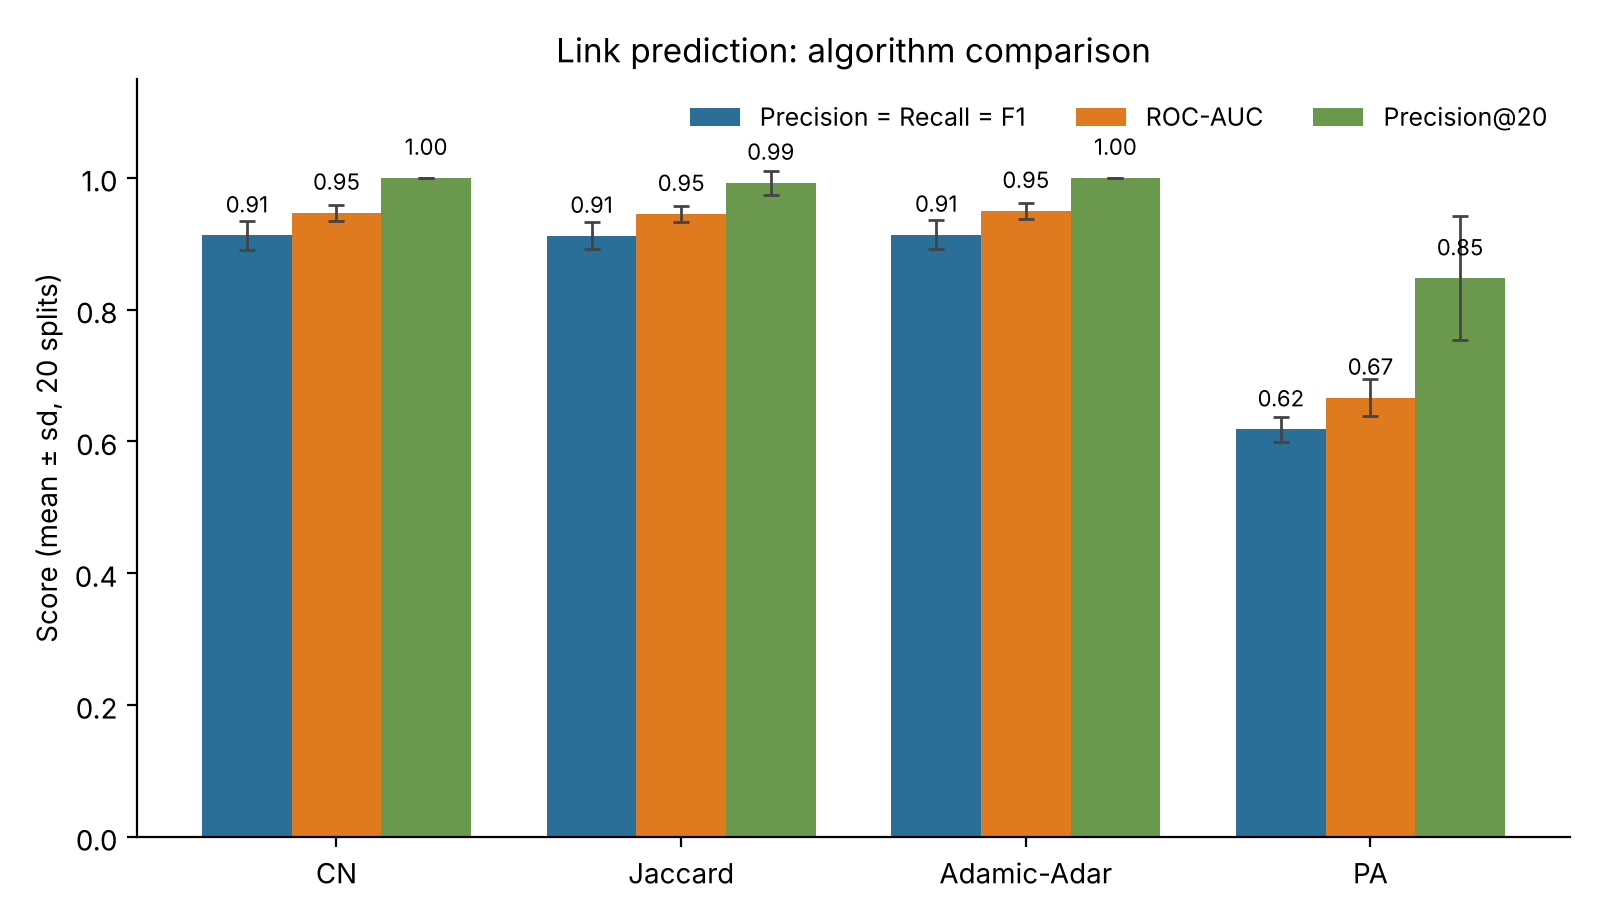 Link prediction: algorithm comparison
Precision = Recall = F1 ROC-AUC Precision@20
Score (mean ± sd, 20 splits)
1.0
0.8
0.6
0.4
0.2
0.0
0.91 0.95 1.00
0.91 0.95 0.99
0.91 0.95 1.00
0.62 0.67 0.85
CN Jaccard Adamic-Adar PA